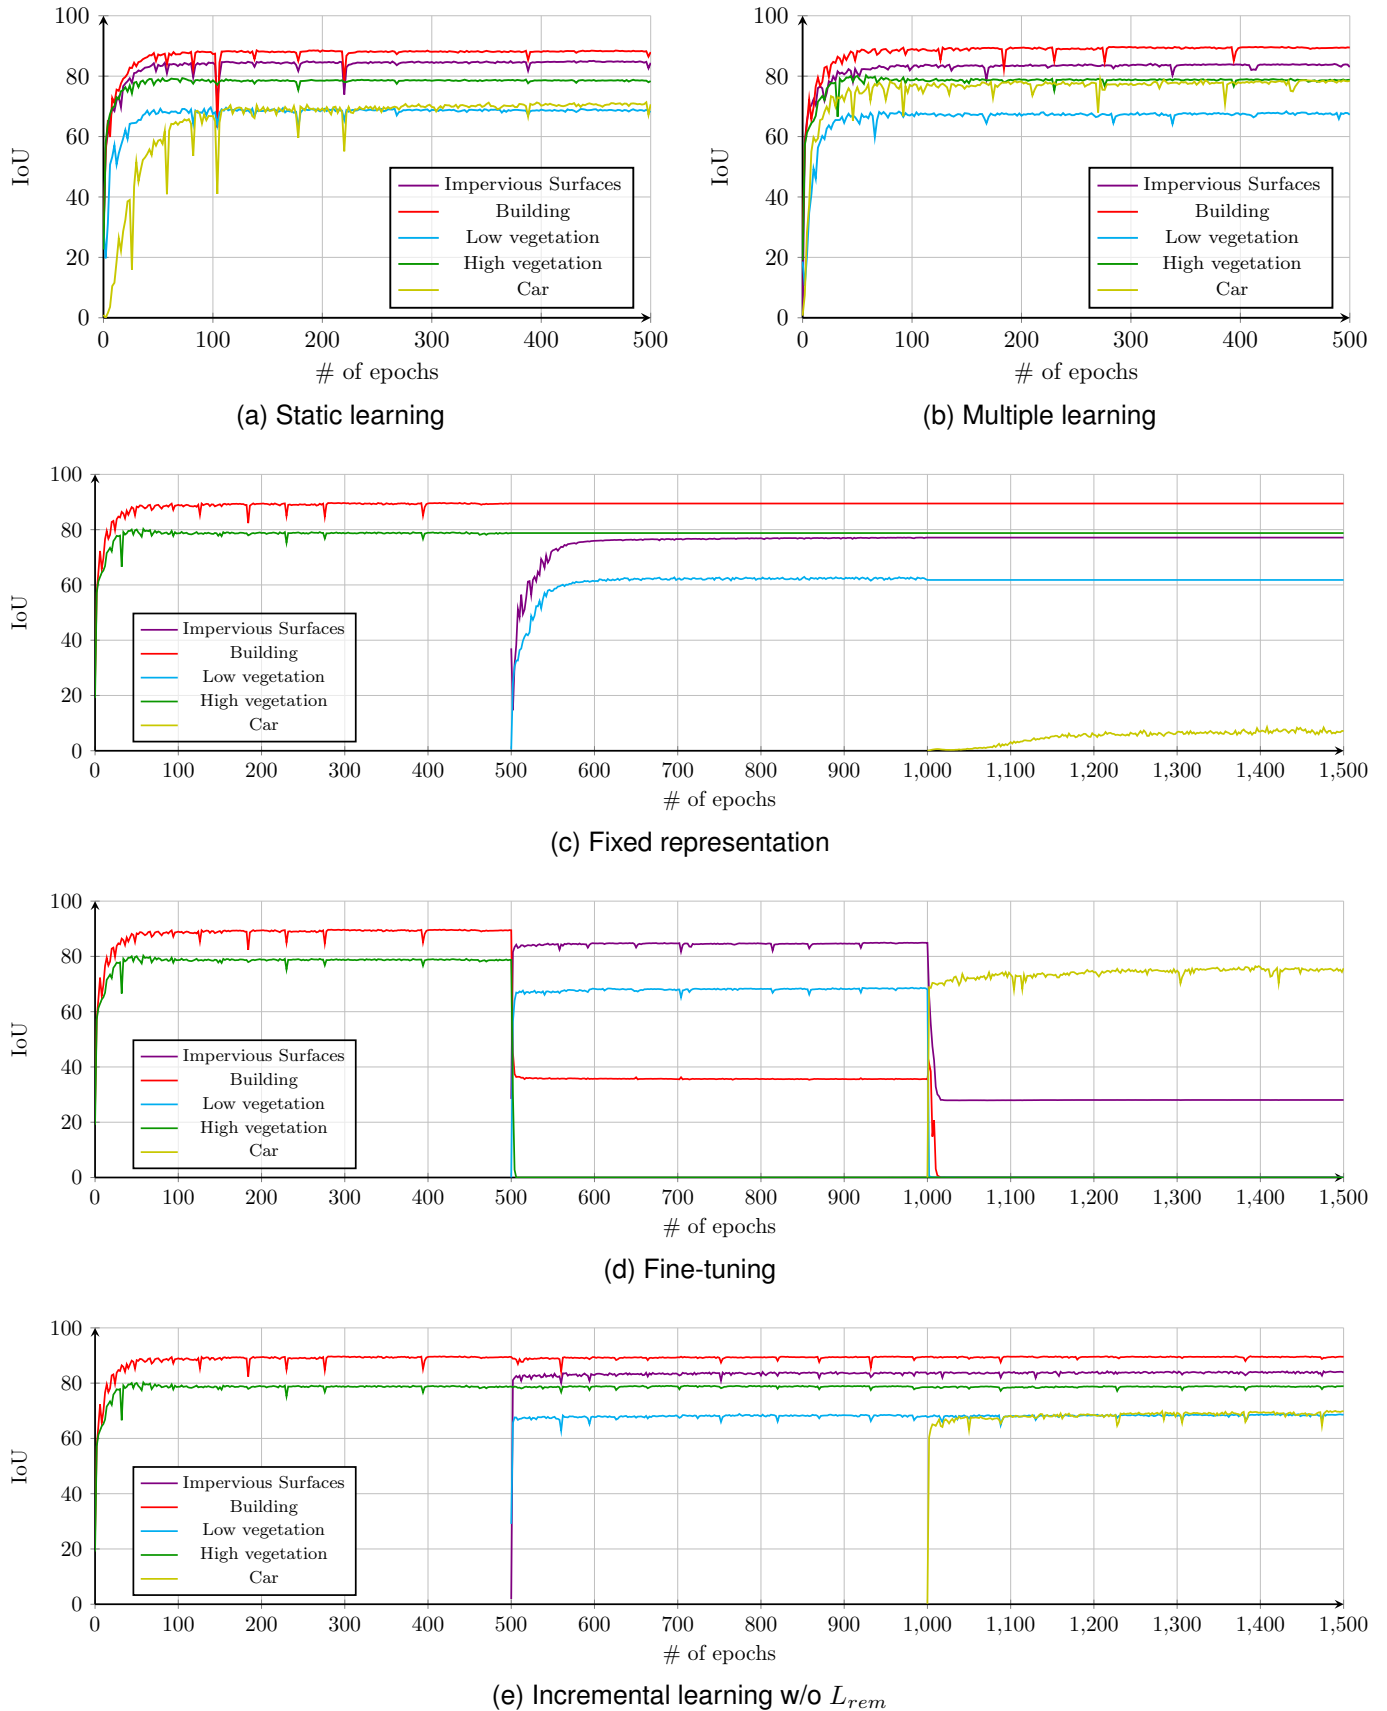 100
80
60
40
20
0
IoU
Impervious Surfaces
Building
Low vegetation
High vegetation
Car
0 100 200 300 400 500
# of epochs
(a) Static learning
100
80
60
40
20
0
IoU
Impervious Surfaces
Building
Low vegetation
High vegetation
Car
0 100 200 300 400 500
# of epochs
(b) Multiple learning
100
80
60
40
20
0
IoU
Impervious Surfaces
Building
Low vegetation
High vegetation
Car
0 100 200 300 400 500 600 700 800 900 1,000 1,100 1,200 1,300 1,400 1,500
# of epochs
(c) Fixed representation
100
80
60
40
20
0
IoU
Impervious Surfaces
Building
Low vegetation
High vegetation
Car
0 100 200 300 400 500 600 700 800 900 1,000 1,100 1,200 1,300 1,400 1,500
# of epochs
(d) Fine-tuning
100
80
60
40
20
0
IoU
Impervious Surfaces
Building
Low vegetation
High vegetation
Car
0 100 200 300 400 500 600 700 800 900 1,000 1,100 1,200 1,300 1,400 1,500
# of epochs
(e) Incremental learning w/o L_rem